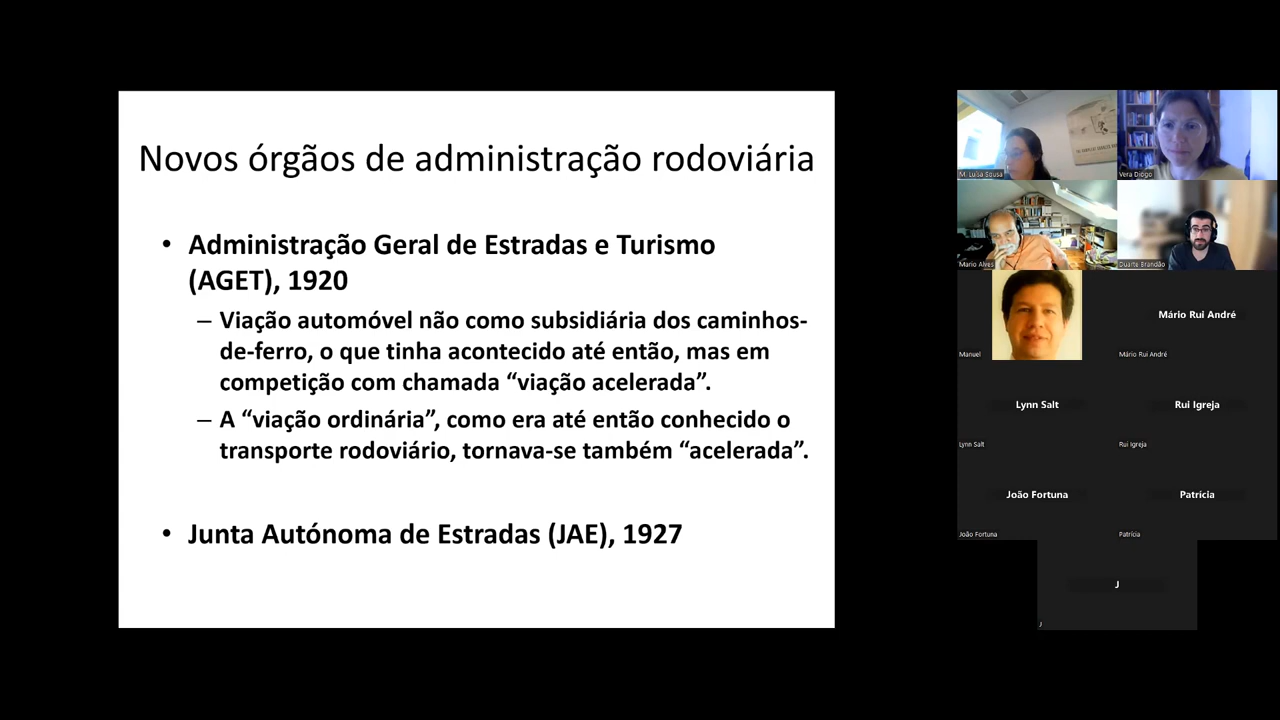 Novos órgãos de administração rodoviária
• Administração Geral de Estradas e Turismo
(AGET), 1920
– Viação automóvel não como subsidiária dos caminhos-
de-ferro, o que tinha acontecido até então, mas em
competição com chamada “viação acelerada”.
– A “viação ordinária”, como era até então conhecido o
transporte rodoviário, tornava-se também “acelerada”.
• Junta Autónoma de Estradas (JAE), 1927
M. Luísa Sousa
Vera Diogo
Mario Alves
Duarte Brandão
Manuel
Mário Rui André
Mário Rui André
Lynn Salt
Lynn Salt
Rui Igreja
Rui Igreja
João Fortuna
João Fortuna
Patrícia
Patrícia
J
J